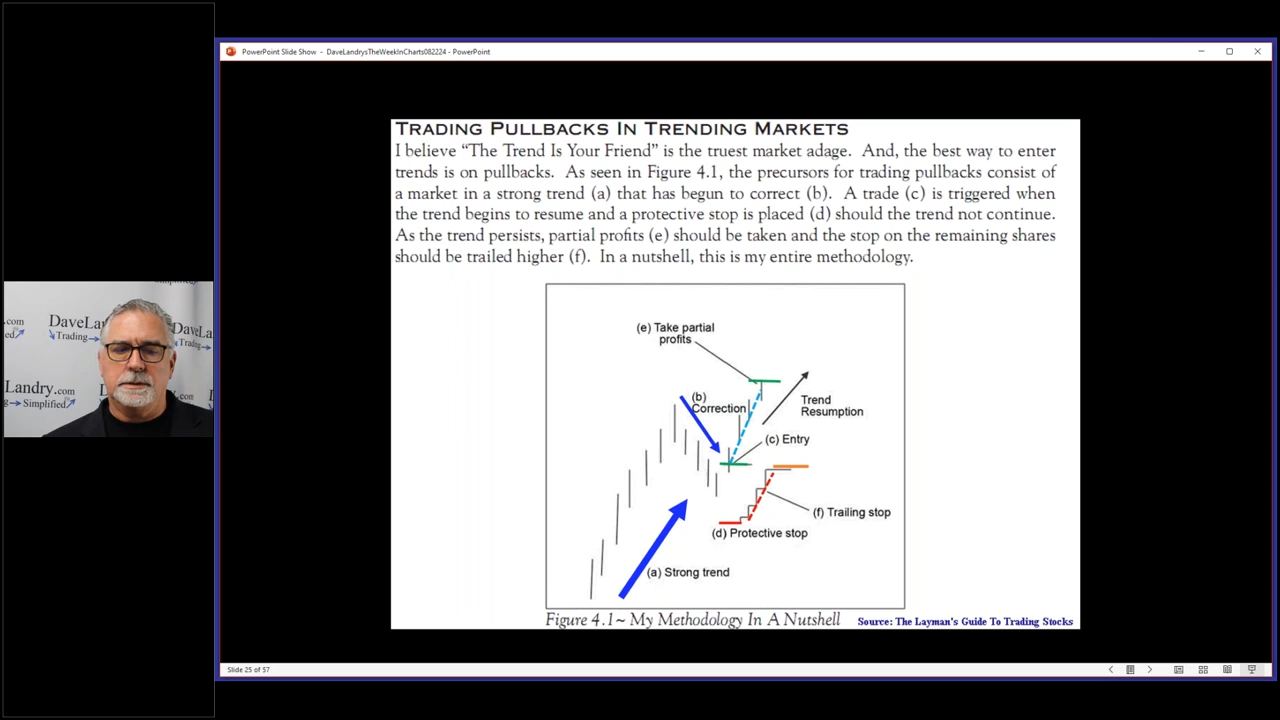 PowerPoint Slide Show - DaveLandrysTheWeekInCharts082224 - PowerPoint
TRADING PULLBACKS IN TRENDING MARKETS
I believe “The Trend Is Your Friend” is the truest market adage. And, the best way to enter
trends is on pullbacks. As seen in Figure 4.1, the precursors for trading pullbacks consist of
a market in a strong trend (a) that has begun to correct (b). A trade (c) is triggered when
the trend begins to resume and a protective stop is placed (d) should the trend not continue.
As the trend persists, partial profits (e) should be taken and the stop on the remaining shares
should be trailed higher (f). In a nutshell, this is my entire methodology.
(e) Take partial
profits
(b)
Correction
Trend
Resumption
(c) Entry
(f) Trailing stop
(d) Protective stop
(a) Strong trend
Figure 4.1~ My Methodology In A Nutshell
Source: The Layman's Guide To Trading Stocks
Simplified
.com
DaveLan
DaveLa
Trading
Landry.com
Simplified
Slide 25 of 57